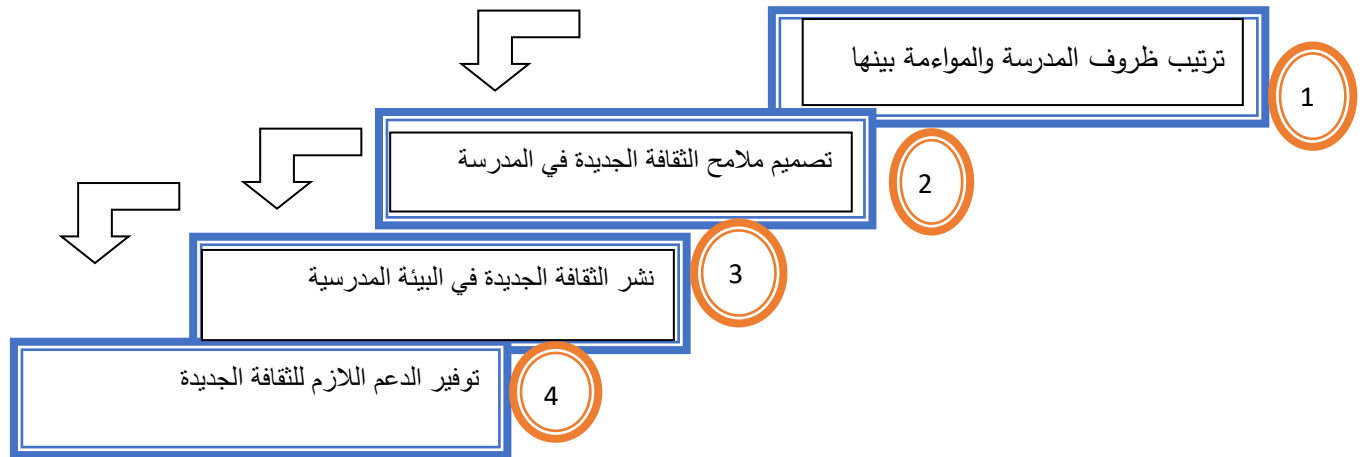 ترتيب ظروف المدرسة والمواءمة بينها
1
تصميم ملامح الثقافة الجديدة في المدرسة
2
نشر الثقافة الجديدة في البيئة المدرسية
3
توفير الدعم اللازم للثقافة الجديدة
4